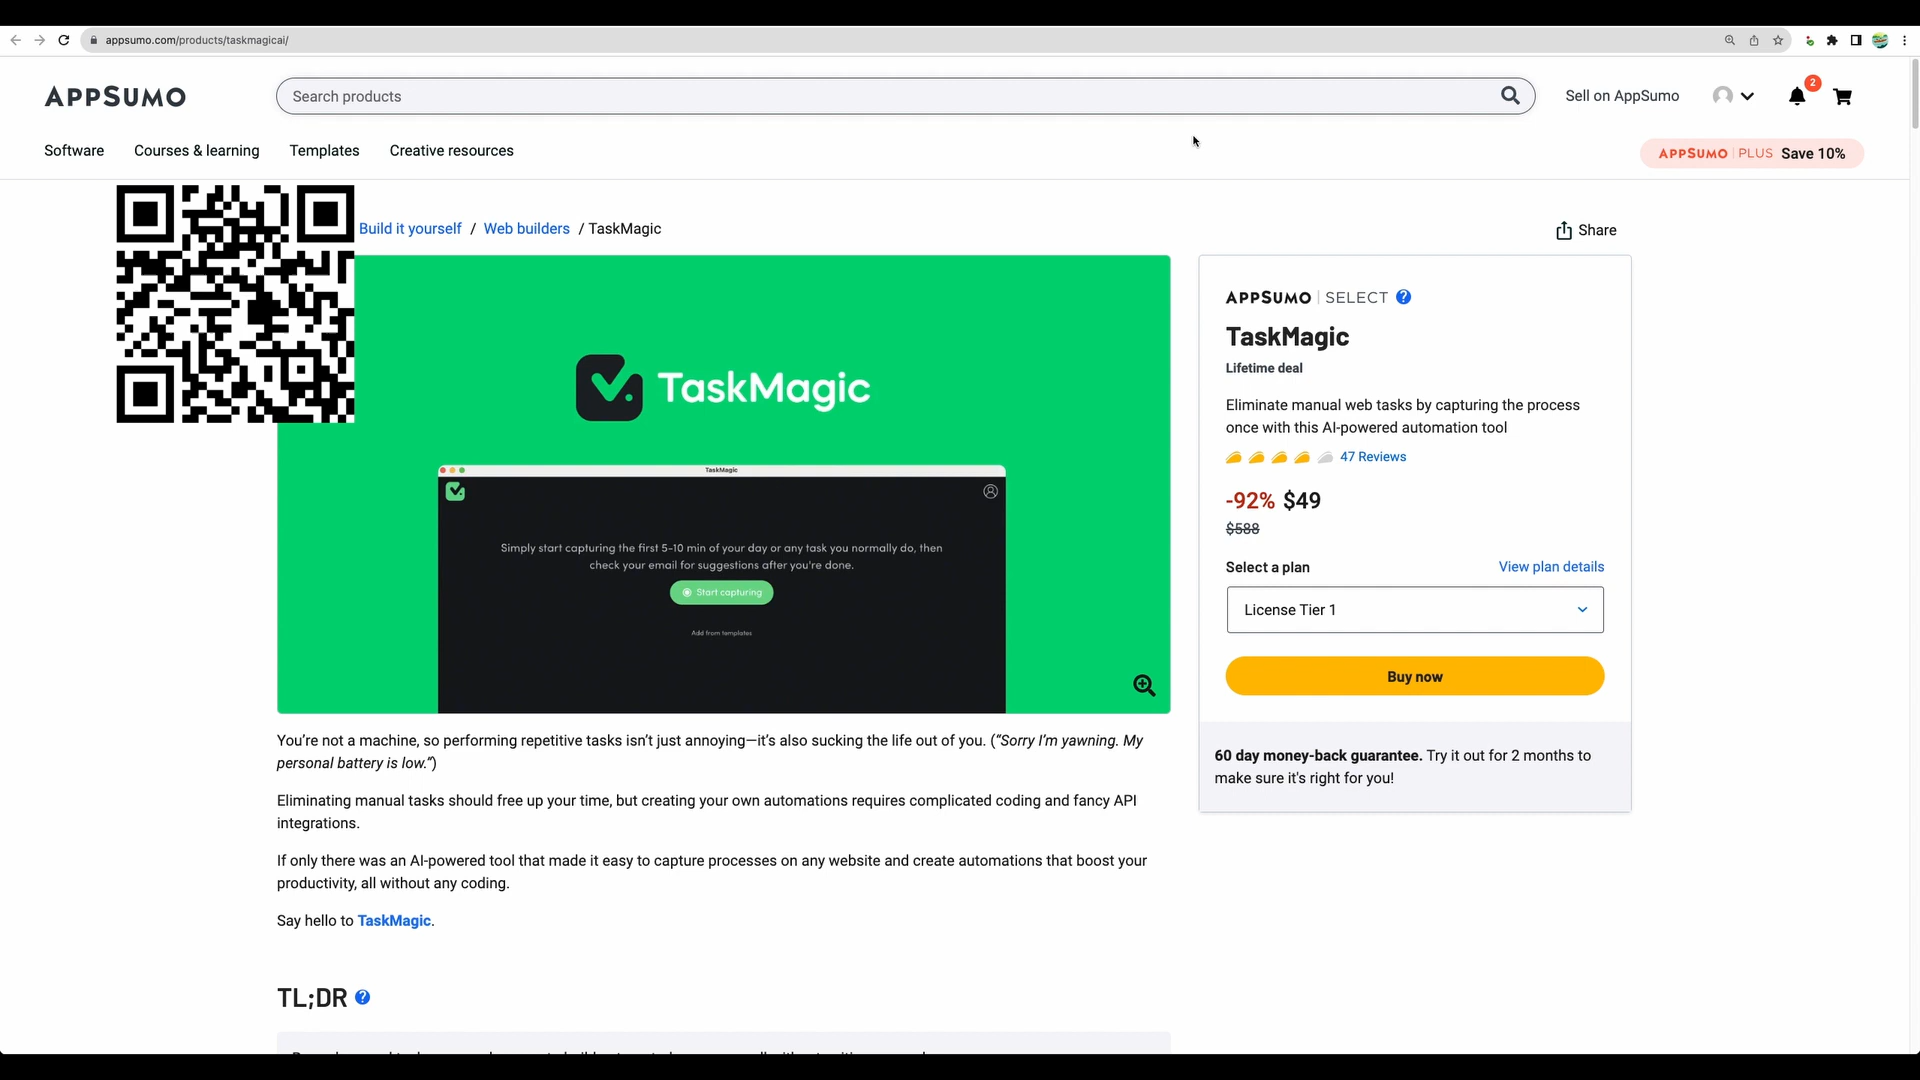 appsumo.com/products/taskmagicai/
APPSUMO
Search products
Sell on AppSumo
2
Software
Courses & learning
Templates
Creative resources
APPSUMO | PLUS Save 10%
Build it yourself / Web builders / TaskMagic
Share
TaskMagic
TaskMagic
Simply start capturing the first 5-10 min of your day or any task you normally do, then
check your email for suggestions after you're done.
Start capturing
Add from templates
APPSUMO | SELECT ?
TaskMagic
Lifetime deal
Eliminate manual web tasks by capturing the process
once with this AI-powered automation tool
47 Reviews
-92% $49
$588
Select a plan
View plan details
License Tier 1
Buy now
60 day money-back guarantee. Try it out for 2 months to
make sure it's right for you!
You’re not a machine, so performing repetitive tasks isn’t just annoying—it’s also sucking the life out of you. (“Sorry I’m yawning. My
personal battery is low.”)
Eliminating manual tasks should free up your time, but creating your own automations requires complicated coding and fancy API
integrations.
If only there was an AI-powered tool that made it easy to capture processes on any website and create automations that boost your
productivity, all without any coding.
Say hello to TaskMagic.
TL;DR ?